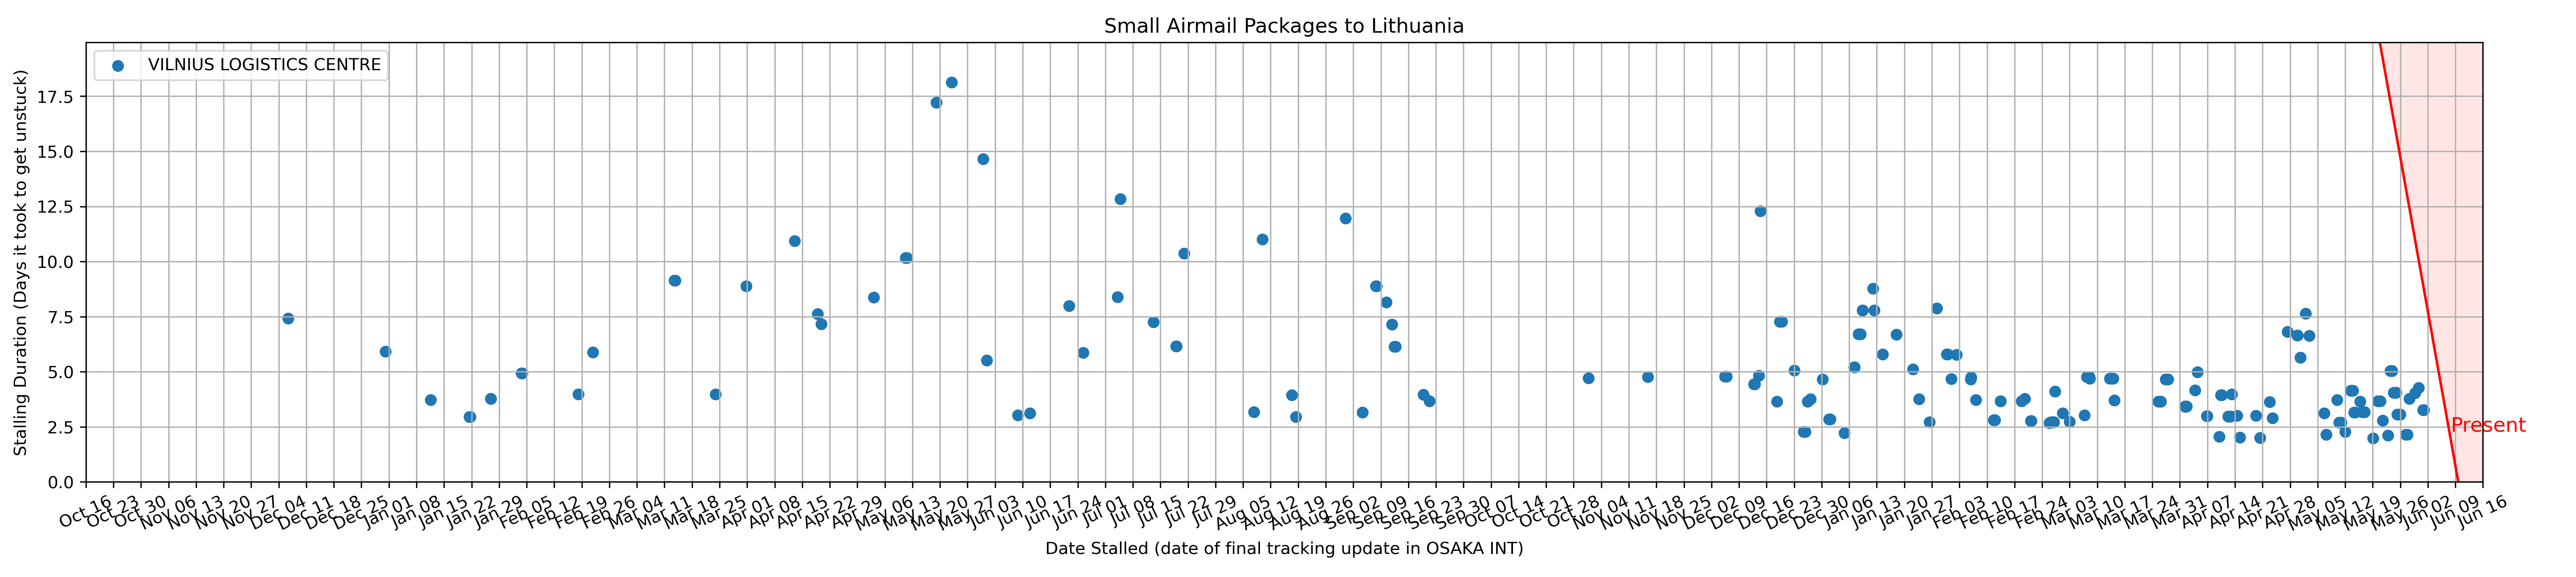 Small Airmail Packages to Lithuania
VILNIUS LOGISTICS CENTRE
Stalling Duration (Days it took to get unstuck)
17.5
15.0
12.5
10.0
7.5
5.0
2.5
0.0
Present
Oct 16
Oct 23
Oct 30
Nov 06
Nov 13
Nov 20
Nov 27
Dec 04
Dec 11
Dec 18
Dec 25
Jan 01
Jan 08
Jan 15
Jan 22
Jan 29
Feb 05
Feb 12
Feb 19
Feb 26
Mar 04
Mar 11
Mar 18
Mar 25
Apr 01
Apr 08
Apr 15
Apr 22
Apr 29
May 06
May 13
May 20
May 27
Jun 03
Jun 10
Jun 17
Jun 24
Jul 01
Jul 08
Jul 15
Jul 22
Jul 29
Aug 05
Aug 12
Aug 19
Aug 26
Sep 02
Sep 09
Sep 16
Sep 23
Sep 30
Oct 07
Oct 14
Oct 21
Oct 28
Nov 04
Nov 11
Nov 18
Nov 25
Dec 02
Dec 09
Dec 16
Dec 23
Dec 30
Jan 06
Jan 13
Jan 20
Jan 27
Feb 03
Feb 10
Feb 17
Feb 24
Mar 03
Mar 10
Mar 17
Mar 24
Mar 31
Apr 07
Apr 14
Apr 21
Apr 28
May 05
May 12
May 19
May 26
Jun 02
Jun 09
Jun 16
Date Stalled (date of final tracking update in OSAKA INT)